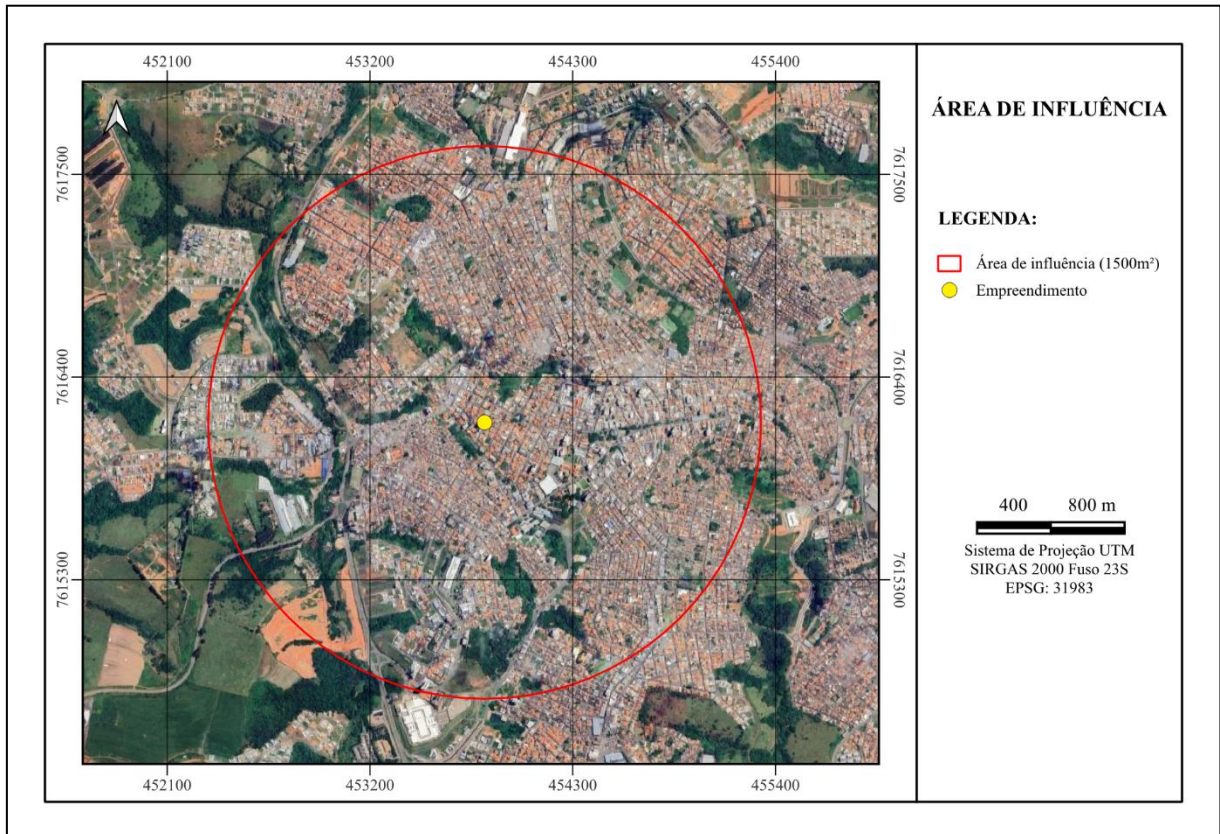 452100 453200 454300 455400
7617500 7617500
7616400 7616400
7615300 7615300
452100 453200 454300 455400
ÁREA DE INFLUÊNCIA
LEGENDA:
Área de influência (1500m²)
Empreendimento
400 800 m
Sistema de Projeção UTM
SIRGAS 2000 Fuso 23S
EPSG: 31983